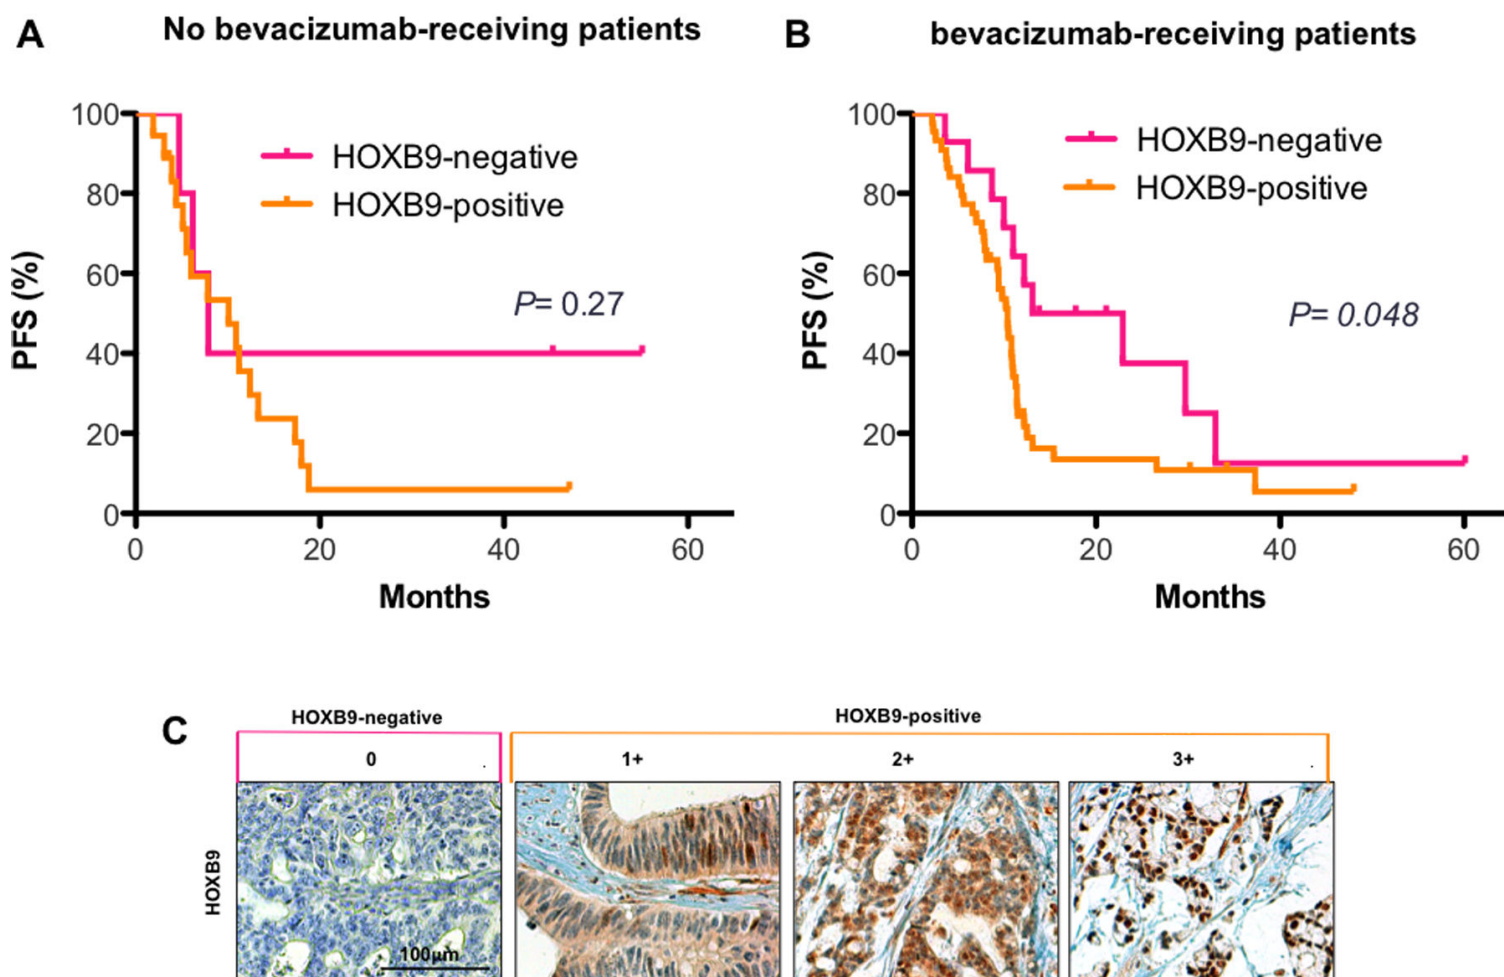 A
No bevacizumab-receiving patients
100
80
60
40
20
0
PFS (%)
HOXB9-negative
HOXB9-positive
P= 0.27
0 20 40 60
Months
B
bevacizumab-receiving patients
100
80
60
40
20
0
PFS (%)
HOXB9-negative
HOXB9-positive
P= 0.048
0 20 40 60
Months
C
HOXB9-negative
HOXB9-positive
0
1+
2+
3+
HOXB9
100µm